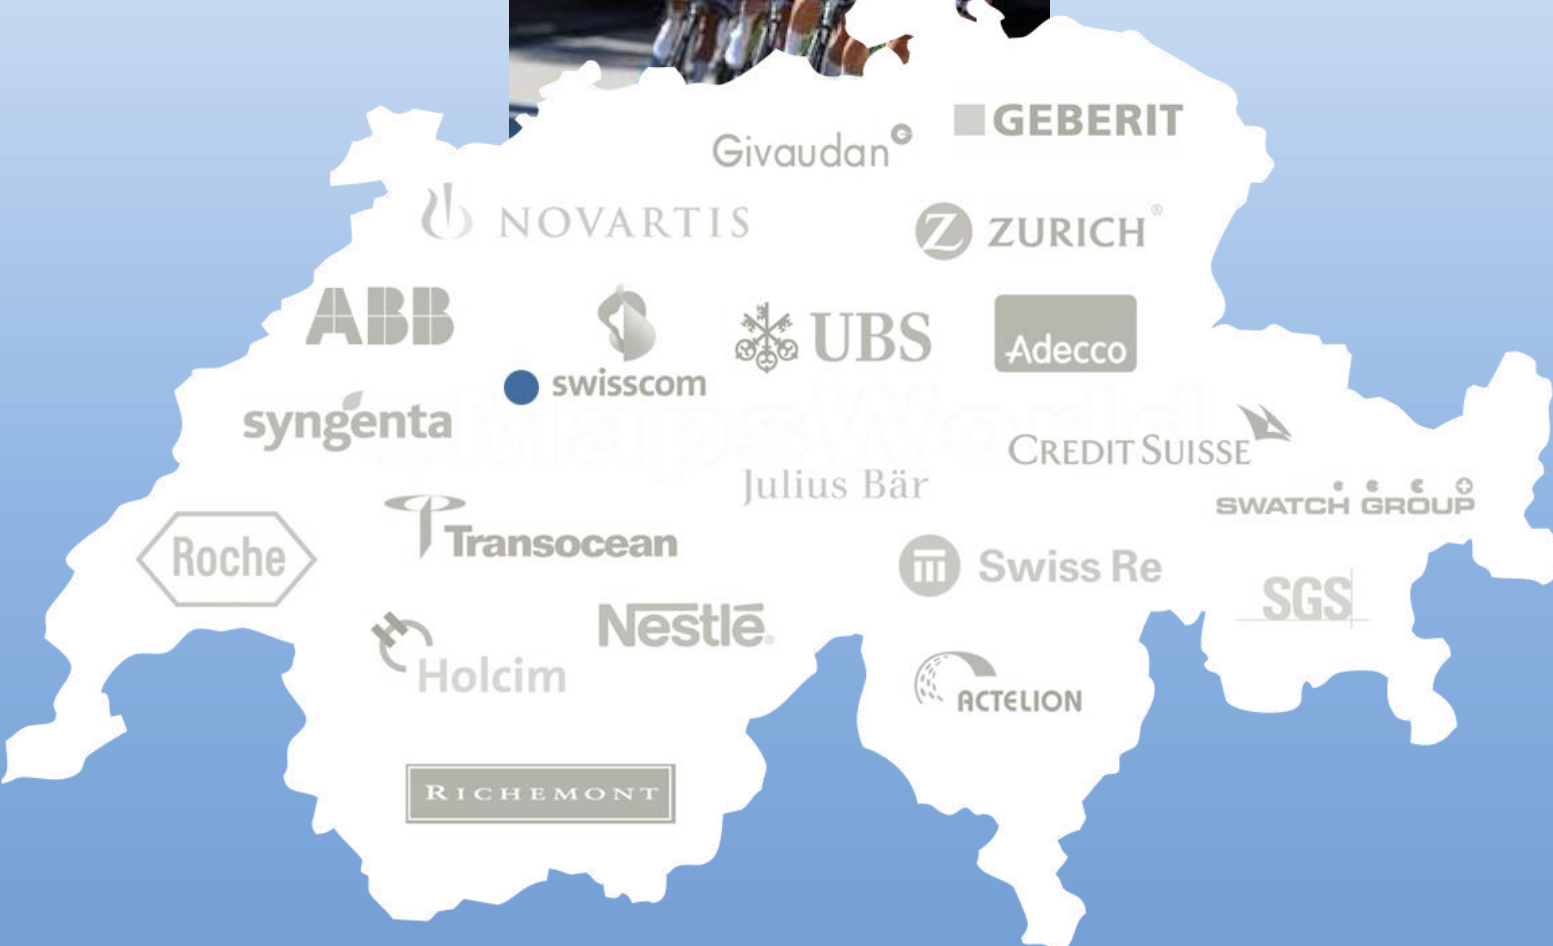 GEBERIT
Givaudan
NOVARTIS
ZURICH®
ABB
UBS
Adecco
swisscom
syngenta
MapsWorld
CREDIT SUISSE
Julius Bär
SWATCH GROUP
Roche
Transocean
Swiss Re
SGS
Nestlé®
Holcim
ACTELION
RICHEMONT